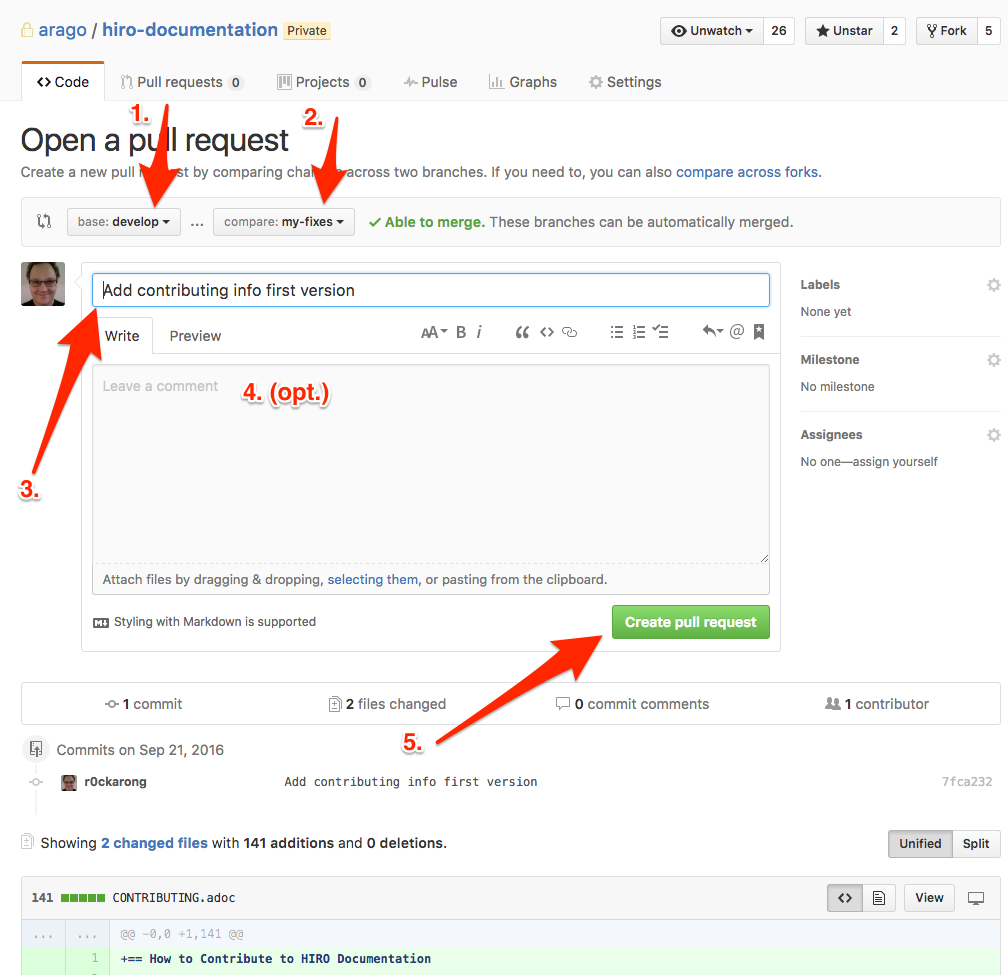 arago / hiro-documentation Private Unwatch 26 Unstar 2 Fork 5
Code Pull requests 0 Projects 0 Pulse Graphs Settings
1. 2.
Open a pull request
Create a new pull request by comparing changes across two branches. If you need to, you can also compare across forks.
base: develop ... compare: my-fixes Able to merge. These branches can be automatically merged.
Add contributing info first version
Labels
None yet
Write Preview AA B i “ <> @
Milestone
No milestone
Leave a comment
4. (opt.)
Assignees
No one—assign yourself
3.
Attach files by dragging & dropping, selecting them, or pasting from the clipboard.
Styling with Markdown is supported Create pull request
5.
1 commit 2 files changed 0 commit comments 1 contributor
Commits on Sep 21, 2016
r0ckarong Add contributing info first version 7fca232
Showing 2 changed files with 141 additions and 0 deletions. Unified Split
141 CONTRIBUTING.adoc <> View
... ... @@ -0,0 +1,141 @@
1 +== How to Contribute to HIRO Documentation